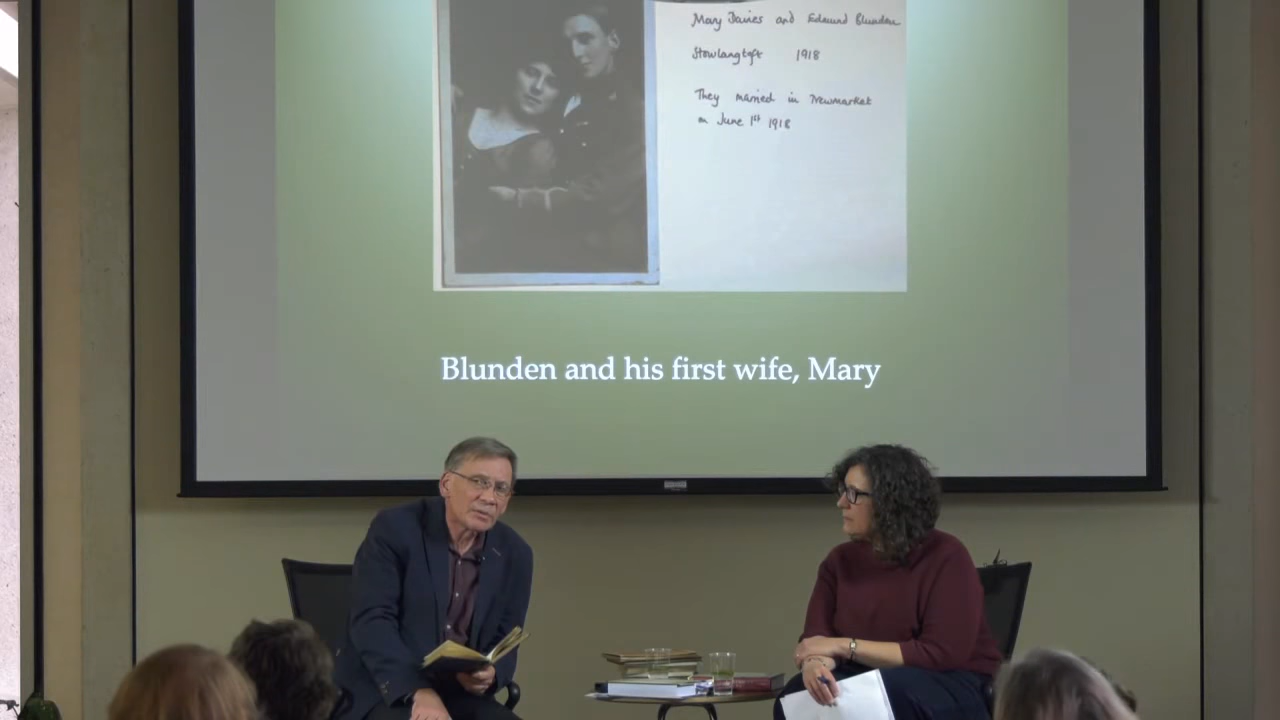 Mary Davies and Edmund Blunden
Stowlangtoft 1918
They married in Newmarket
on June 1st 1918
Blunden and his first wife, Mary